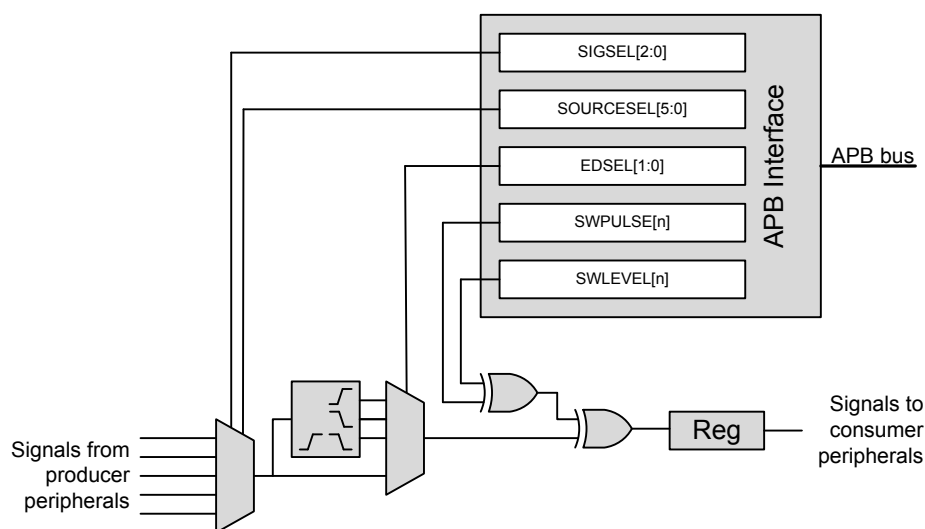 SIGSEL[2:0]
SOURCESEL[5:0]
EDSEL[1:0]
SWPULSE[n]
SWLEVEL[n]
APB Interface
APB bus
Signals from
producer
peripherals
Reg
Signals to
consumer
peripherals